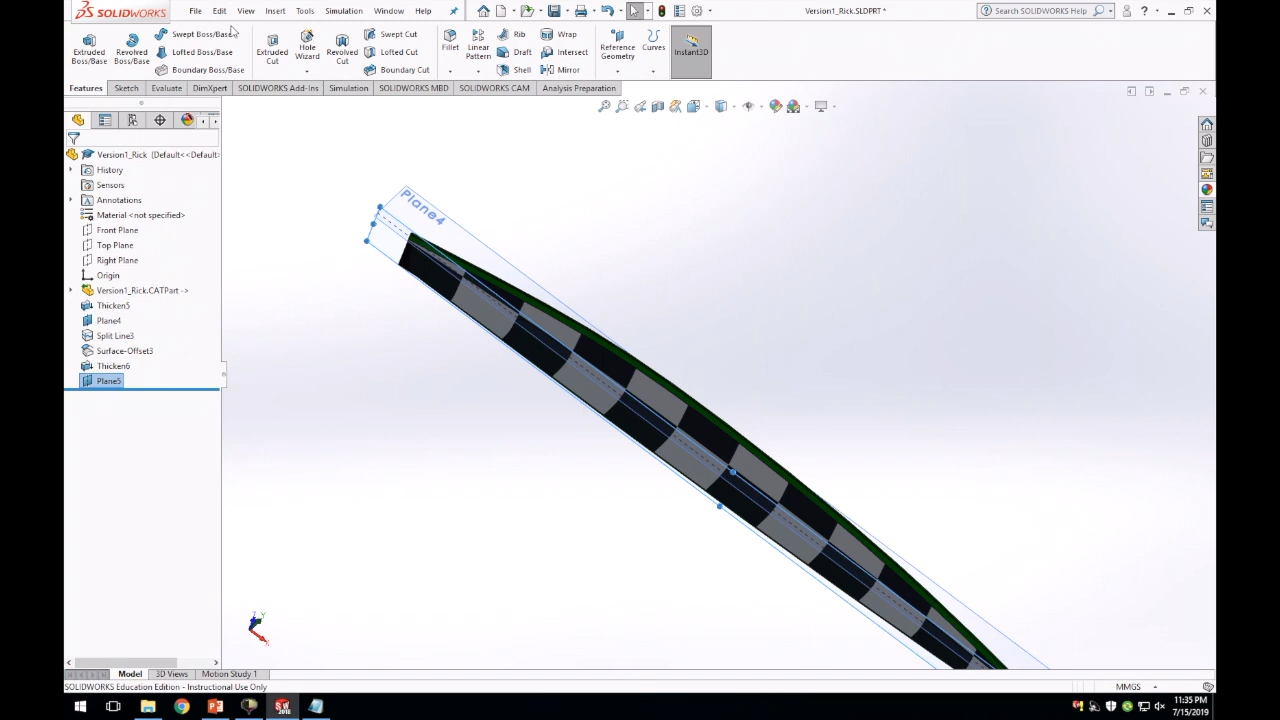 SOLIDWORKS File Edit View Insert Tools Simulation Window Help Version1_Rick.SLDPRT * Search SOLIDWORKS Help
Extruded Boss/Base Revolved Boss/Base Swept Boss/Base Lofted Boss/Base Boundary Boss/Base Extruded Cut Hole Wizard Revolved Cut Swept Cut Lofted Cut Boundary Cut Fillet Linear Pattern Rib Draft Shell Wrap Intersect Mirror Reference Geometry Curves Instant3D
Features Sketch Evaluate DimXpert SOLIDWORKS Add-Ins Simulation SOLIDWORKS MBD SOLIDWORKS CAM Analysis Preparation
Version1_Rick (Default<<Default>
History
Sensors
Annotations
Material <not specified>
Front Plane
Top Plane
Right Plane
Origin
Version1_Rick.CATPart ->
Thicken5
Plane4
Split Line3
Surface-Offset3
Thicken6
Plane5
Plane4
Model 3D Views Motion Study 1
SOLIDWORKS Education Edition - Instructional Use Only MMGS
11:35 PM
7/15/2019